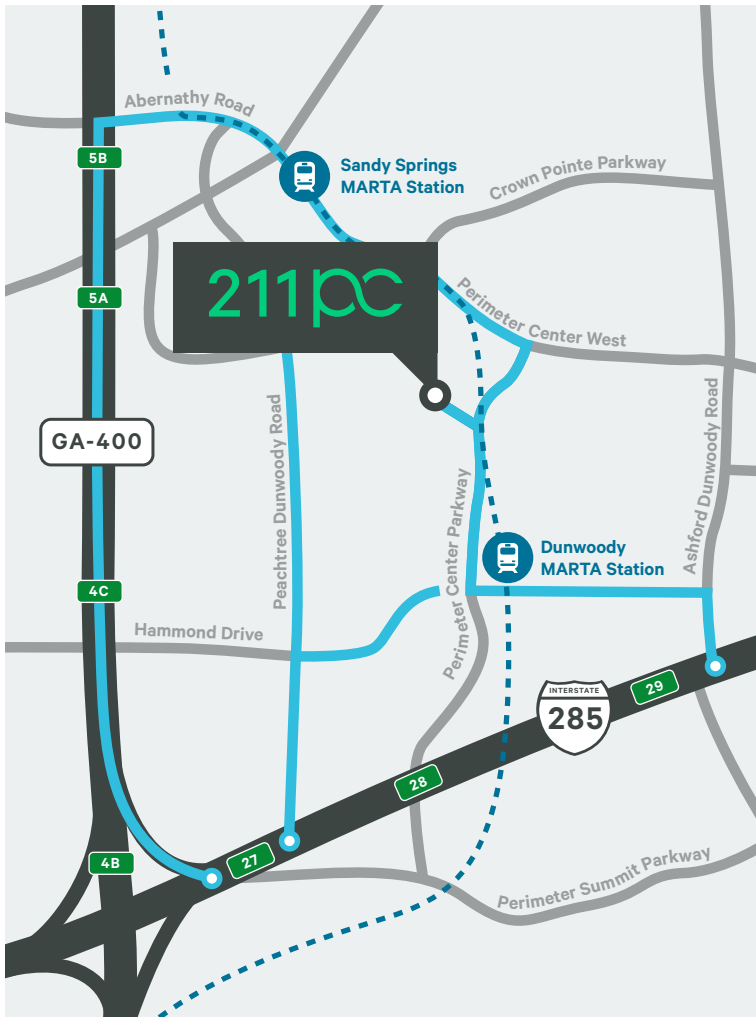 Abernathy Road
5B
Sandy Springs
MARTA Station
Crown Pointe Parkway
211 pc
5A
Perimeter Center West
GA-400
Peachtree Dunwoody Road
Ashford Dunwoody Road
Perimeter Center Parkway
Dunwoody
MARTA Station
4C
Hammond Drive
INTERSTATE
285
29
28
27
4B
Perimeter Summit Parkway